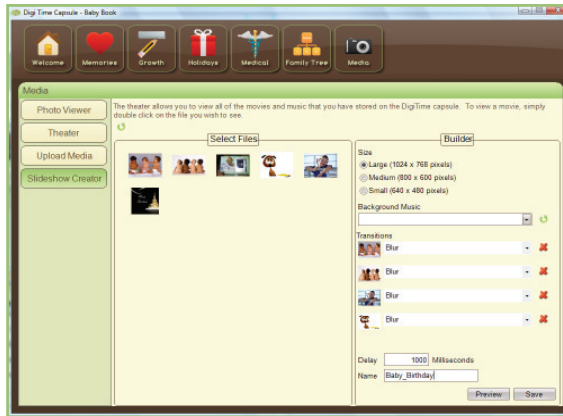 Digi Time Capsule - Baby Book
Welcome
Memories
Growth
Holidays
Medical
Family Tree
Media
Media
Photo Viewer
Theater
Upload Media
Slideshow Creator
The theater allows you to view all of the movies and music that you have stored on the DigiTime capsule. To view a movie, simply
double click on the file you wish to see.
Select Files
Builder
Size
Large (1024 x 768 pixels)
Medium (800 x 600 pixels)
Small (640 x 480 pixels)
Background Music
Transitions
Blur
Blur
Blur
Blur
Delay 1000 Milliseconds
Name Baby_Birthday
Preview Save